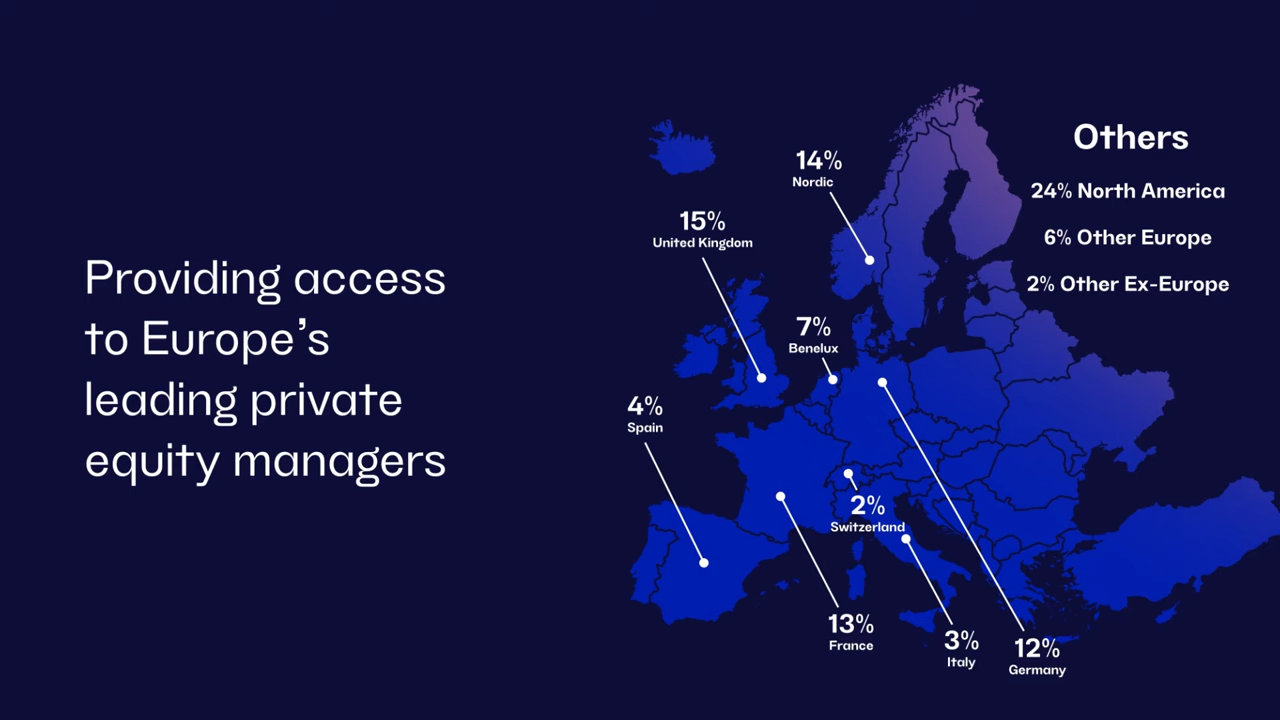 Providing access
to Europe’s
leading private
equity managers
Others
24% North America
6% Other Europe
2% Other Ex-Europe
14%
Nordic
15%
United Kingdom
7%
Benelux
4%
Spain
2%
Switzerland
13%
France
3%
Italy
12%
Germany